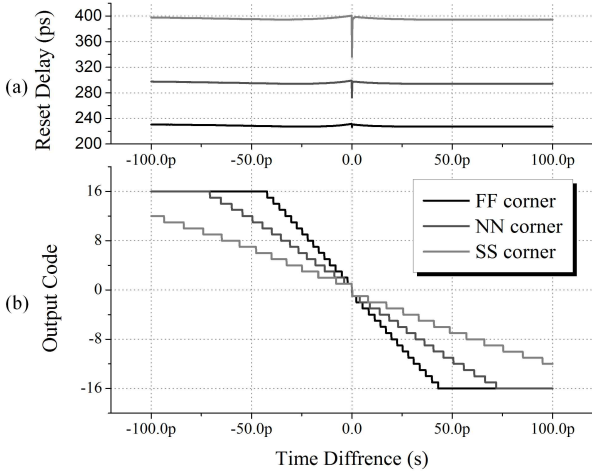 400
360
320
280
240
200
Reset Delay (ps)
(a)
-100.0p -50.0p 0.0 50.0p 100.0p
16
8
0
-8
-16
Output Code
(b)
FF corner
NN corner
SS corner
-100.0p -50.0p 0.0 50.0p 100.0p
Time Diffrence (s)